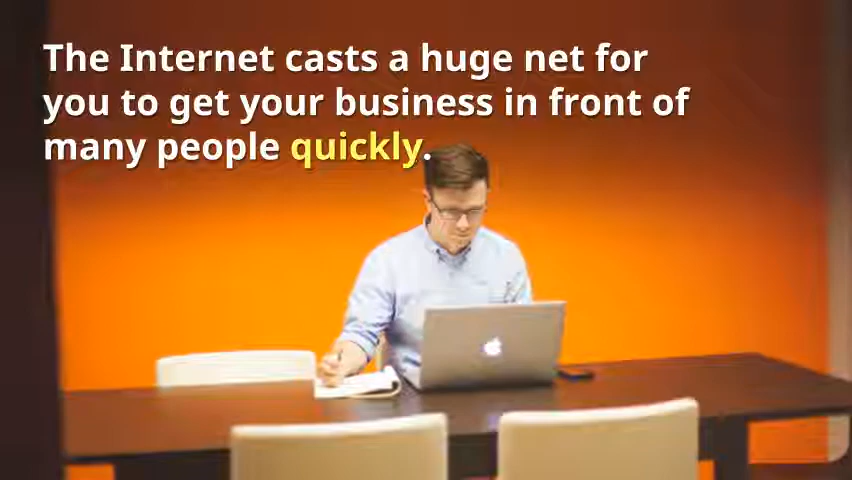 The Internet casts a huge net for
you to get your business in front of
many people quickly.